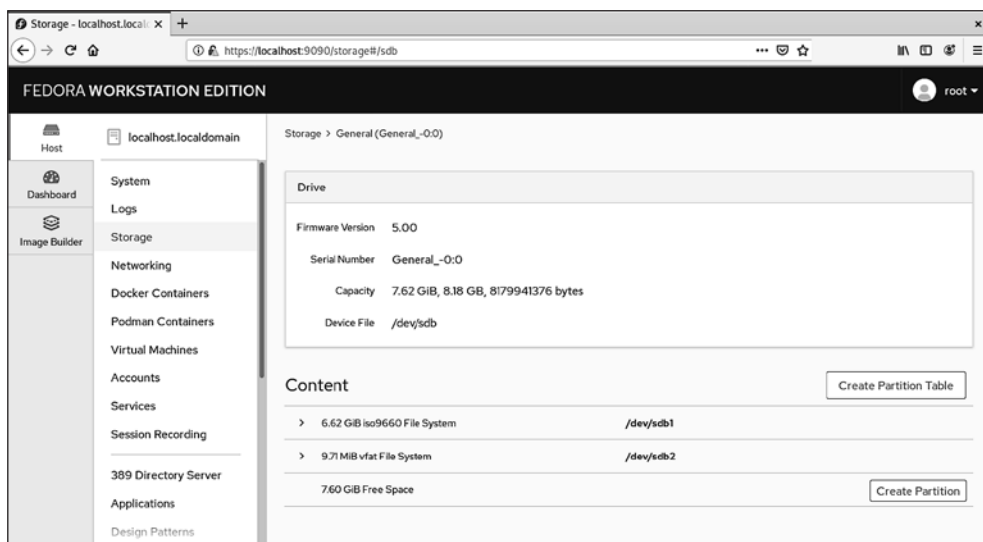 Storage - localhost.local
https://localhost:9090/storage#/sdb
FEDORA WORKSTATION EDITION
root
Host
Dashboard
Image Builder
localhost.localdomain
System
Logs
Storage
Networking
Docker Containers
Podman Containers
Virtual Machines
Accounts
Services
Session Recording
389 Directory Server
Applications
Design Patterns
Storage > General (General_-0:0)
Drive
Firmware Version 5.00
Serial Number General_-0:0
Capacity 7.62 GiB, 8.18 GB, 8179941376 bytes
Device File /dev/sdb
Content Create Partition Table
6.62 GiB iso9660 File System /dev/sdb1
9.71 MiB vfat File System /dev/sdb2
7.60 GiB Free Space Create Partition